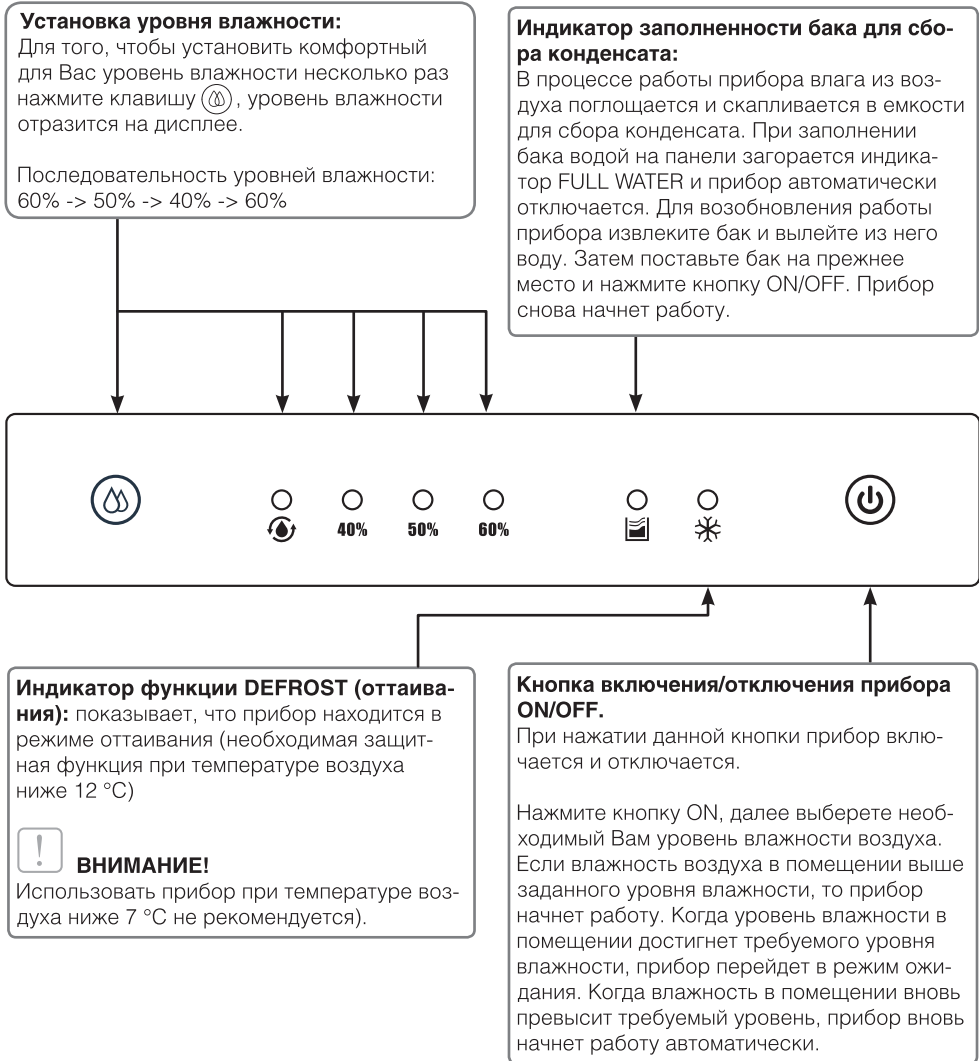 Установка уровня влажности:
Для того, чтобы установить комфортный
для Вас уровень влажности несколько раз
нажмите клавишу , уровень влажности
отразится на дисплее.
Последовательность уровней влажности:
60% -> 50% -> 40% -> 60%
Индикатор заполненности бака для сбо-
ра конденсата:
В процессе работы прибора влага из воз-
духа поглощается и скапливается в емкости
для сбора конденсата. При заполнении
бака водой на панели загорается индика-
тор FULL WATER и прибор автоматически
отключается. Для возобновления работы
прибора извлеките бак и вылейте из него
воду. Затем поставьте бак на прежнее
место и нажмите кнопку ON/OFF. Прибор
снова начнет работу.
40% 50% 60%
Индикатор функции DEFROST (оттаива-
ния): показывает, что прибор находится в
режиме оттаивания (необходимая защит-
ная функция при температуре воздуха
ниже 12 °C)
! ВНИМАНИЕ!
Использовать прибор при температуре воз-
духа ниже 7 °C не рекомендуется).
Кнопка включения/отключения прибора
ON/OFF.
При нажатии данной кнопки прибор вклю-
чается и отключается.
Нажмите кнопку ON, далее выберете необ-
ходимый Вам уровень влажности воздуха.
Если влажность воздуха в помещении выше
заданного уровня влажности, то прибор
начнет работу. Когда уровень влажности в
помещении достигнет требуемого уровня
влажности, прибор перейдет в режим ожи-
дания. Когда влажность в помещении вновь
превысит требуемый уровень, прибор вновь
начнет работу автоматически.